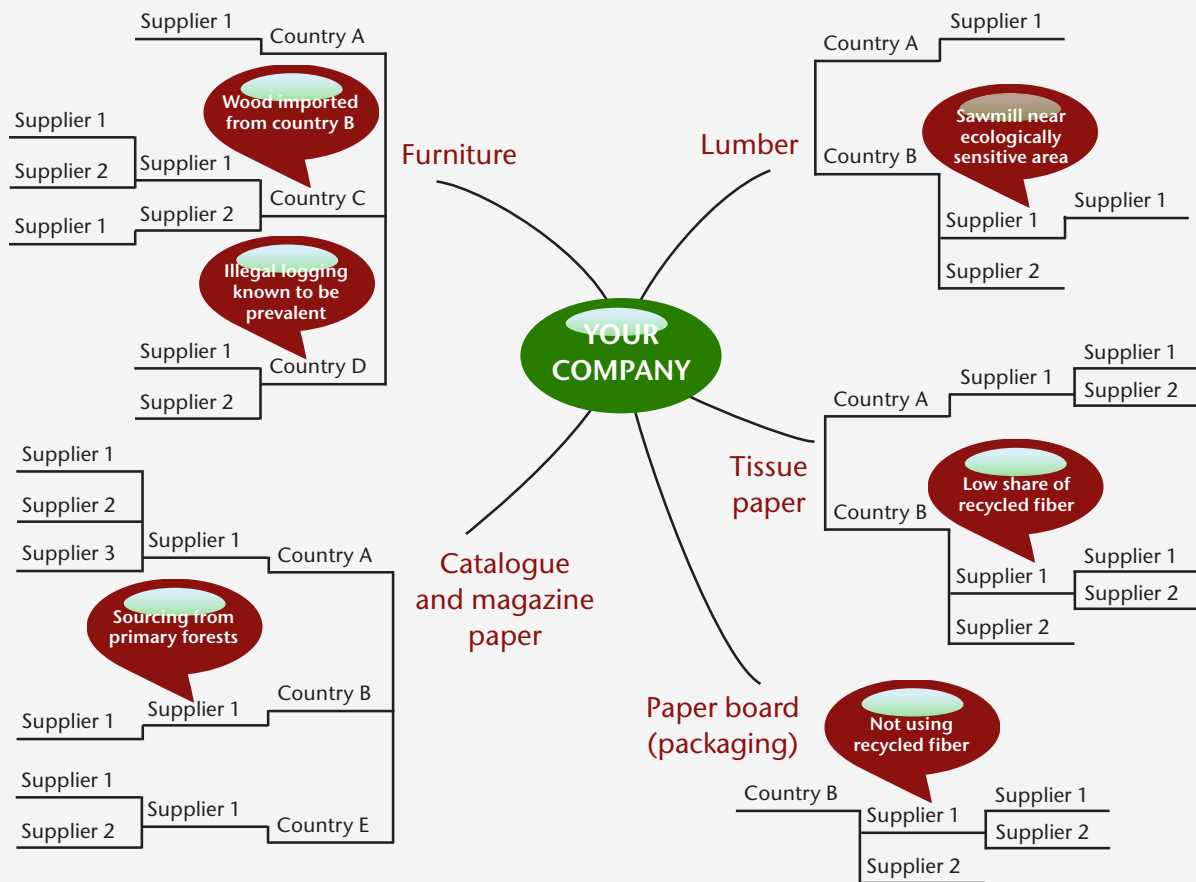 Supplier 1
Country A
Wood imported
from country B
Supplier 1
Supplier 2
Supplier 1
Country C
Supplier 1
Supplier 2
Illegal logging
known to be
prevalent
Supplier 1
Country D
Supplier 2
Furniture
Lumber
Supplier 1
Country A
Sawmill near
ecologically
sensitive area
Country B
Supplier 1
Supplier 1
Supplier 2
YOUR
COMPANY
Tissue
paper
Country A
Supplier 1
Supplier 1
Supplier 2
Low share of
recycled fiber
Country B
Supplier 1
Supplier 1
Supplier 2
Supplier 2
Catalogue
and magazine
paper
Supplier 1
Supplier 2
Supplier 3
Supplier 1
Country A
Sourcing from
primary forests
Supplier 1
Supplier 1
Country B
Supplier 1
Supplier 2
Supplier 1
Country E
Paper board
(packaging)
Not using
recycled fiber
Country B
Supplier 1
Supplier 1
Supplier 2
Supplier 2